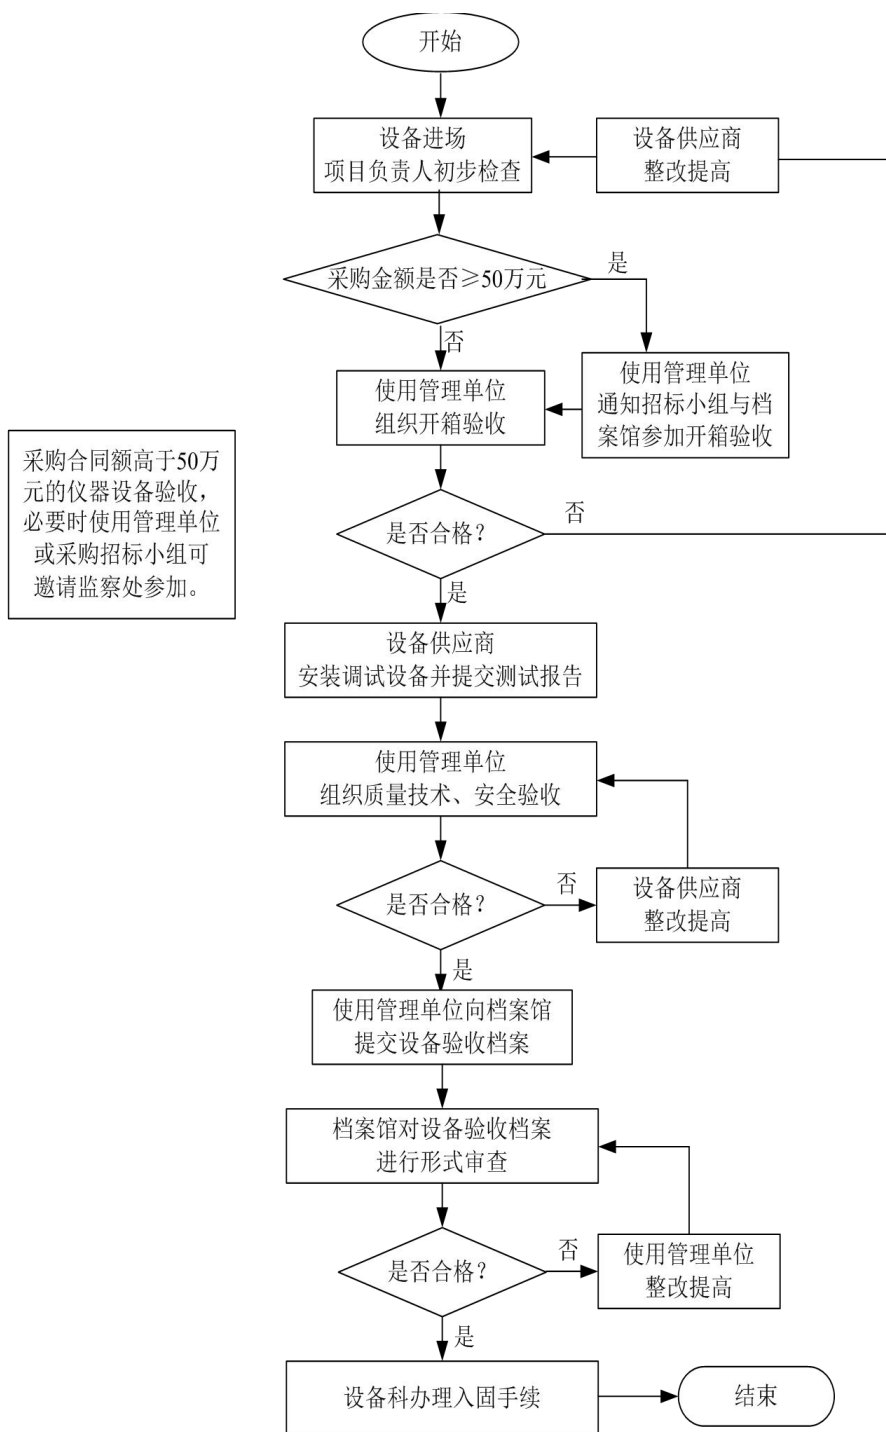 开始
设备进场
项目负责人初步检查
设备供应商
整改提高
采购金额是否≥50万元
是
否
使用管理单位
组织开箱验收
使用管理单位
通知招标小组与档
案馆参加开箱验收
采购合同额高于50万
元的仪器设备验收，
必要时使用管理单位
或采购招标小组可
邀请监察处参加。
是否合格？
否
是
设备供应商
安装调试设备并提交测试报告
使用管理单位
组织质量技术、安全验收
是否合格？
否
设备供应商
整改提高
是
使用管理单位向档案馆
提交设备验收档案
档案馆对设备验收档案
进行形式审查
是否合格？
否
使用管理单位
整改提高
是
设备科办理入固手续
结束